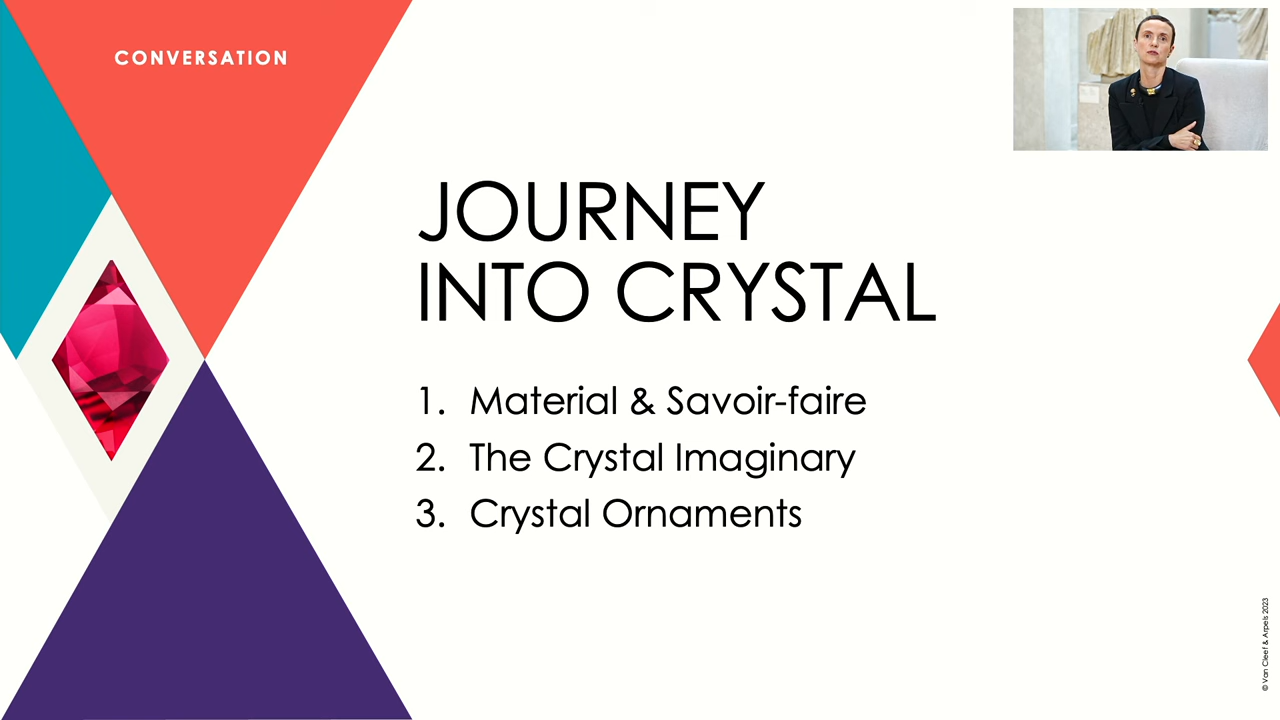 CONVERSATION
JOURNEY
INTO CRYSTAL
1. Material & Savoir-faire
2. The Crystal Imaginary
3. Crystal Ornaments
© Van Cleef & Arpels 2023